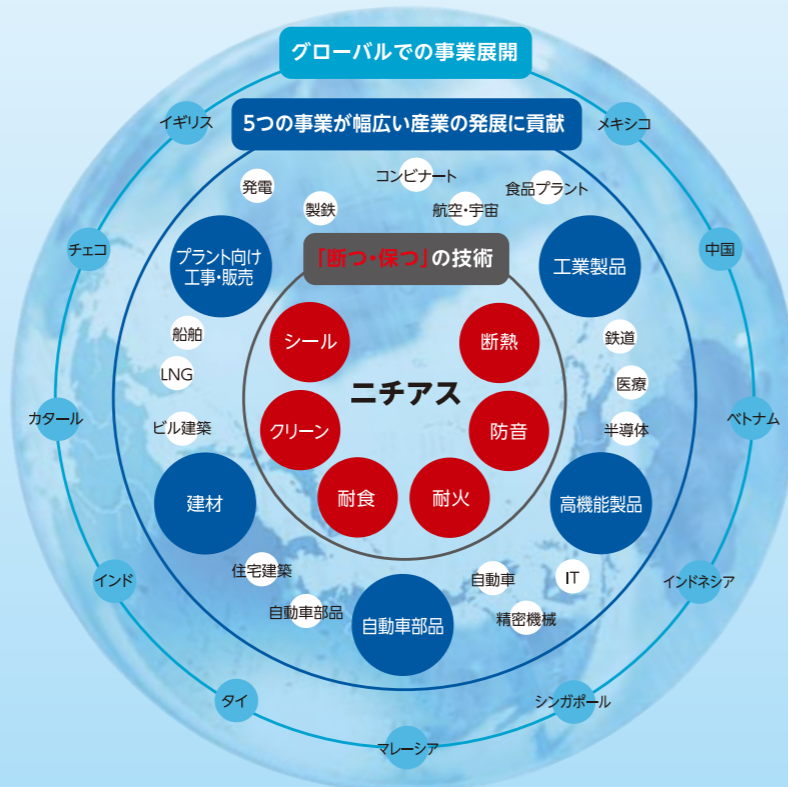 グローバルでの事業展開
5つの事業が幅広い産業の発展に貢献
イギリス
メキシコ
コンビナート
発電
食品プラント
製鉄
航空・宇宙
チェコ
プラント向け
工事・販売
「断つ・保つ」の技術
工業製品
中国
船舶
シール
断熱
鉄道
LNG
ニチアス
医療
カタール
ビル建築
クリーン
防音
半導体
ベトナム
建材
耐食
耐火
高機能製品
インド
住宅建築
自動車
IT
インドネシア
自動車部品
自動車部品
精密機械
タイ
シンガポール
マレーシア